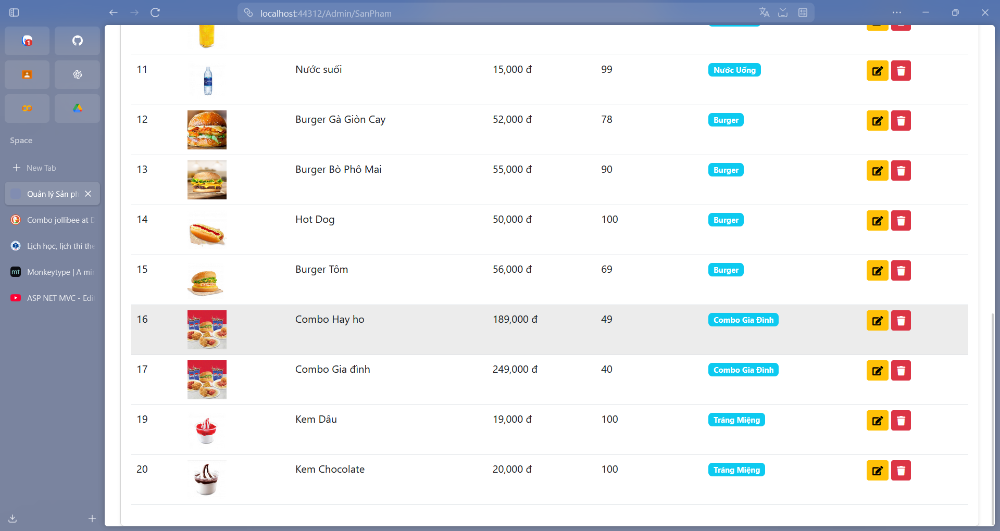 localhost:44312/Admin/SanPham
1
Space
New Tab
Quản lý Sản ph
Combo jollibee at D
Lịch học, lịch thi the
mt Monkeytype | A min
ASP NET MVC - Edi
11 Nước suối 15,000 đ 99 Nước Uống
12 Burger Gà Giòn Cay 52,000 đ 78 Burger
13 Burger Bò Phô Mai 55,000 đ 90 Burger
14 Hot Dog 50,000 đ 100 Burger
15 Burger Tôm 56,000 đ 69 Burger
16 Combo Hay ho 189,000 đ 49 Combo Gia Đình
17 Combo Gia đình 249,000 đ 40 Combo Gia Đình
19 Kem Dâu 19,000 đ 100 Tráng Miệng
20 Kem Chocolate 20,000 đ 100 Tráng Miệng